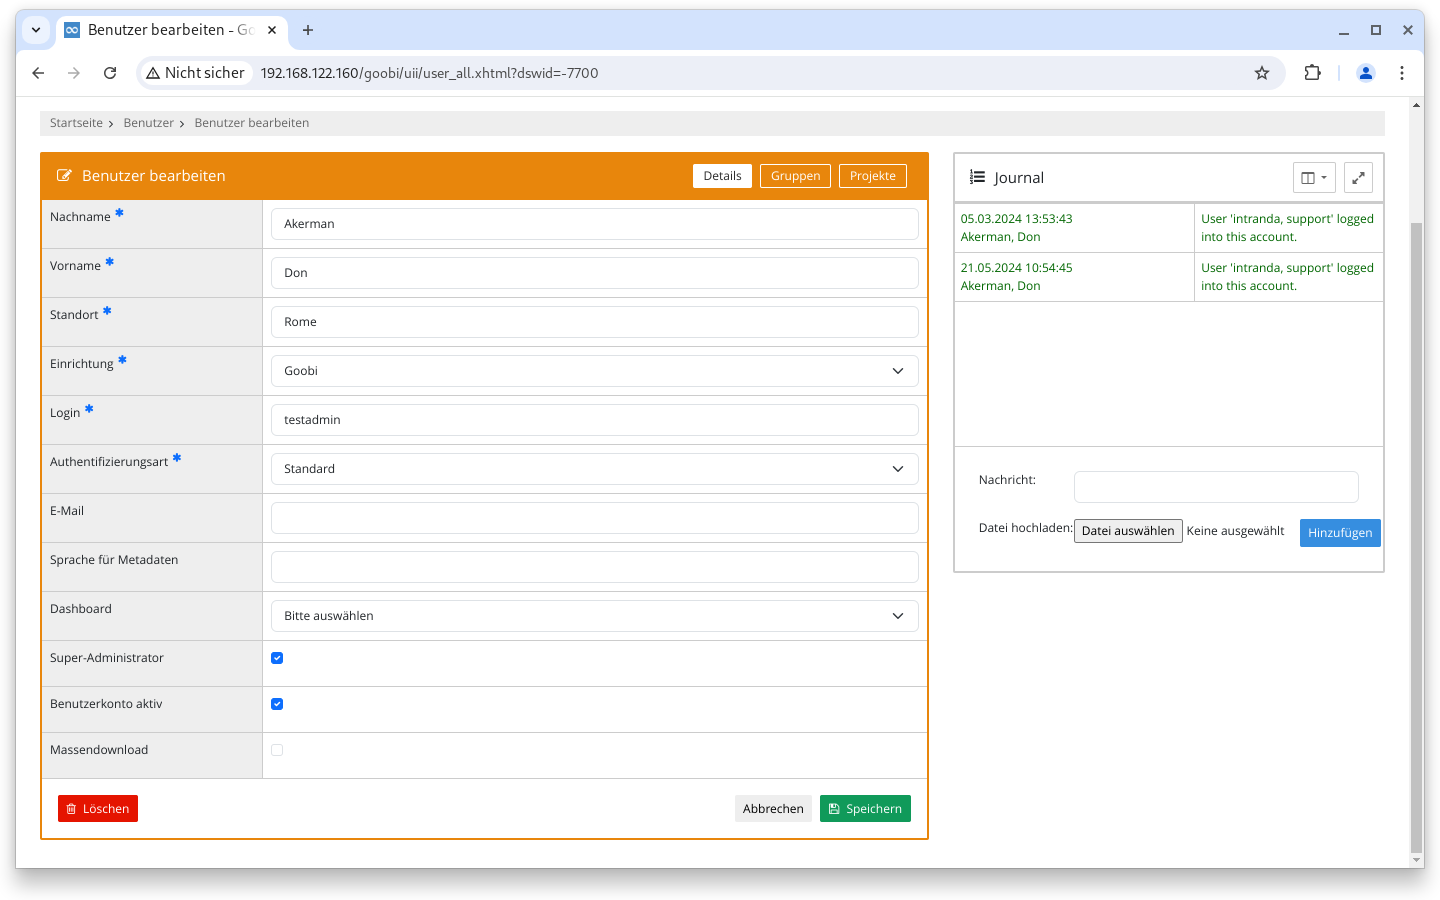 Benutzer bearbeiten - Go
Nicht sicher
192.168.122.160/goobi/uii/user_all.xhtml?dswid=-7700
Startseite
Benutzer
Benutzer bearbeiten
Benutzer bearbeiten
Details
Gruppen
Projekte
Nachname *
Akerman
Vorname *
Don
Standort *
Rome
Einrichtung *
Goobi
Login *
testadmin
Authentifizierungsart *
Standard
E-Mail
Sprache für Metadaten
Dashboard
Bitte auswählen
Super-Administrator
Benutzerkonto aktiv
Massendownload
Löschen
Abbrechen
Speichern
Journal
05.03.2024 13:53:43
Akerman, Don
User 'intranda, support' logged
into this account.
21.05.2024 10:54:45
Akerman, Don
User 'intranda, support' logged
into this account.
Nachricht:
Datei hochladen:
Datei auswählen
Keine ausgewählt
Hinzufügen